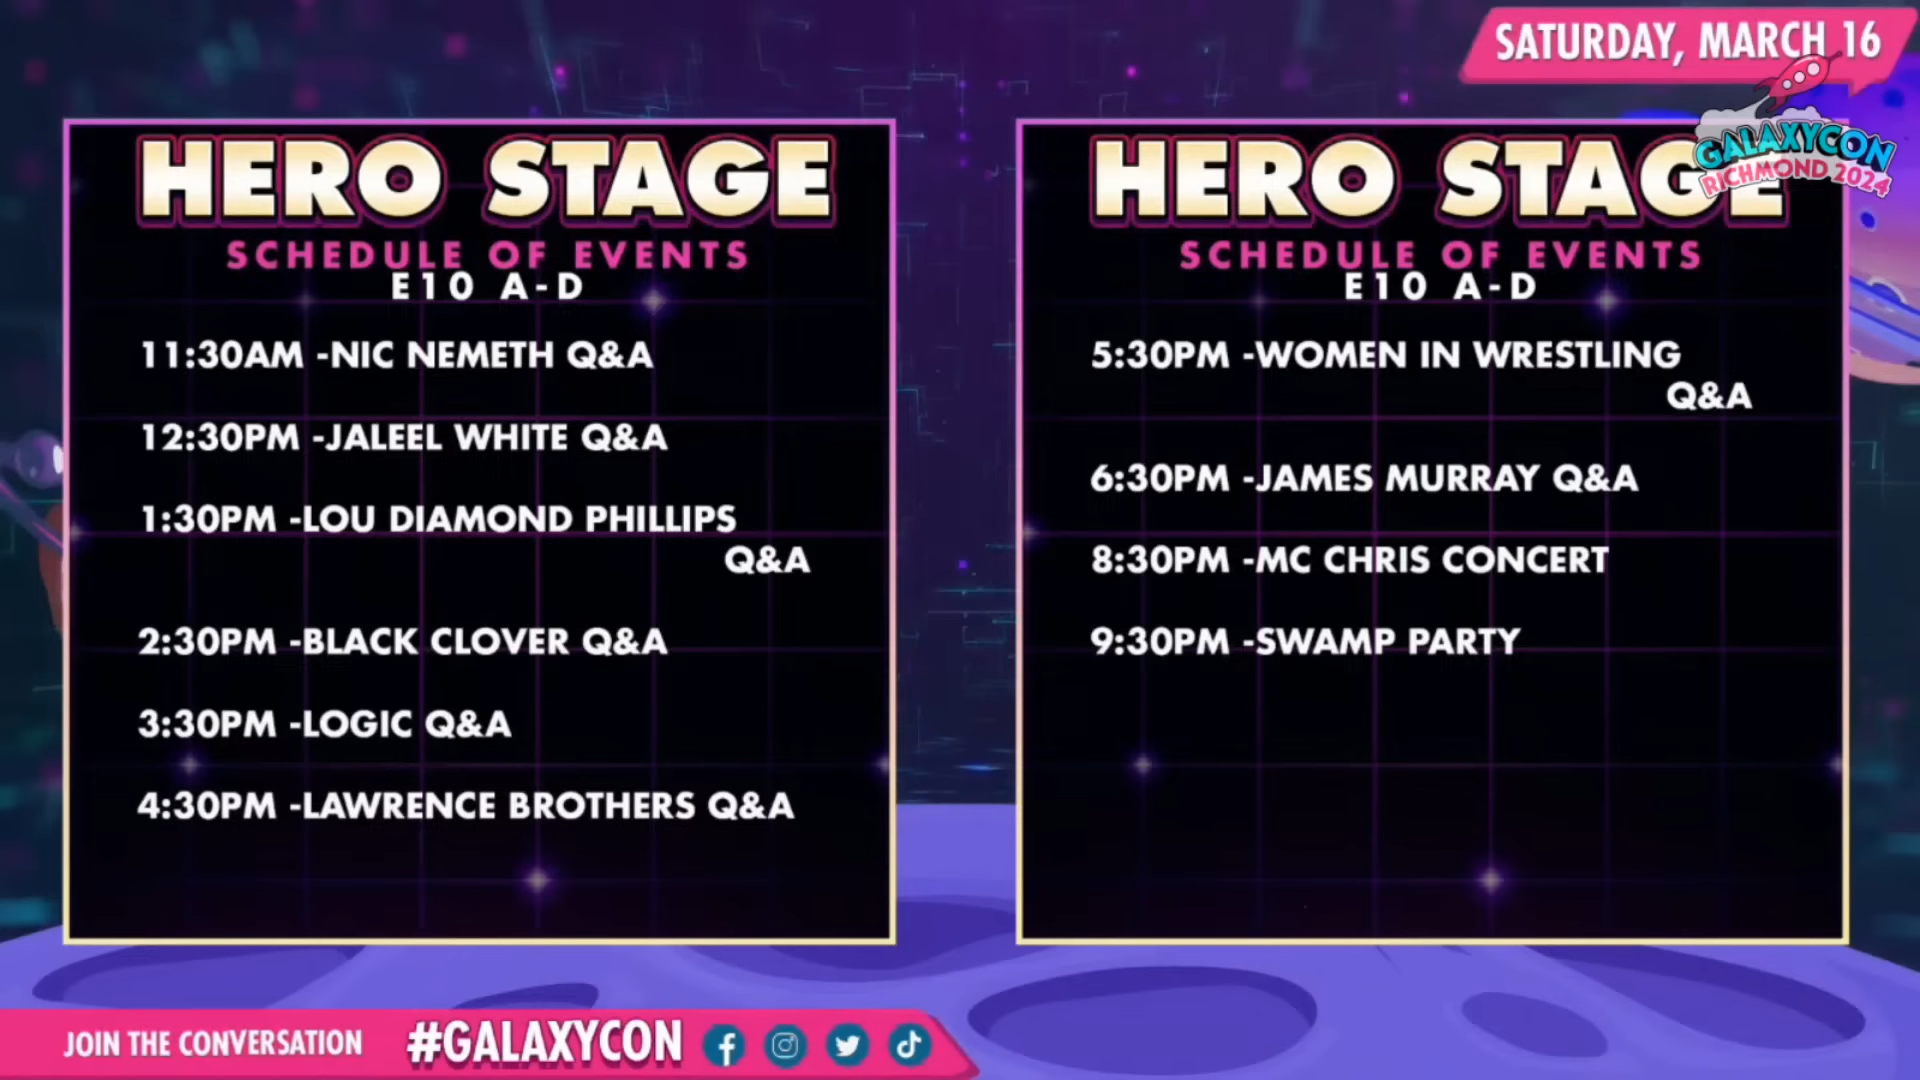 SATURDAY, MARCH 16
GALAXYCON
RICHMOND 2024
HERO STAGE
SCHEDULE OF EVENTS
E10 A-D
11:30AM -NIC NEMETH Q&A
12:30PM -JALEEL WHITE Q&A
1:30PM -LOU DIAMOND PHILLIPS
Q&A
2:30PM -BLACK CLOVER Q&A
3:30PM -LOGIC Q&A
4:30PM -LAWRENCE BROTHERS Q&A
HERO STAGE
SCHEDULE OF EVENTS
E10 A-D
5:30PM -WOMEN IN WRESTLING
Q&A
6:30PM -JAMES MURRAY Q&A
8:30PM -MC CHRIS CONCERT
9:30PM -SWAMP PARTY
JOIN THE CONVERSATION #GALAXYCON